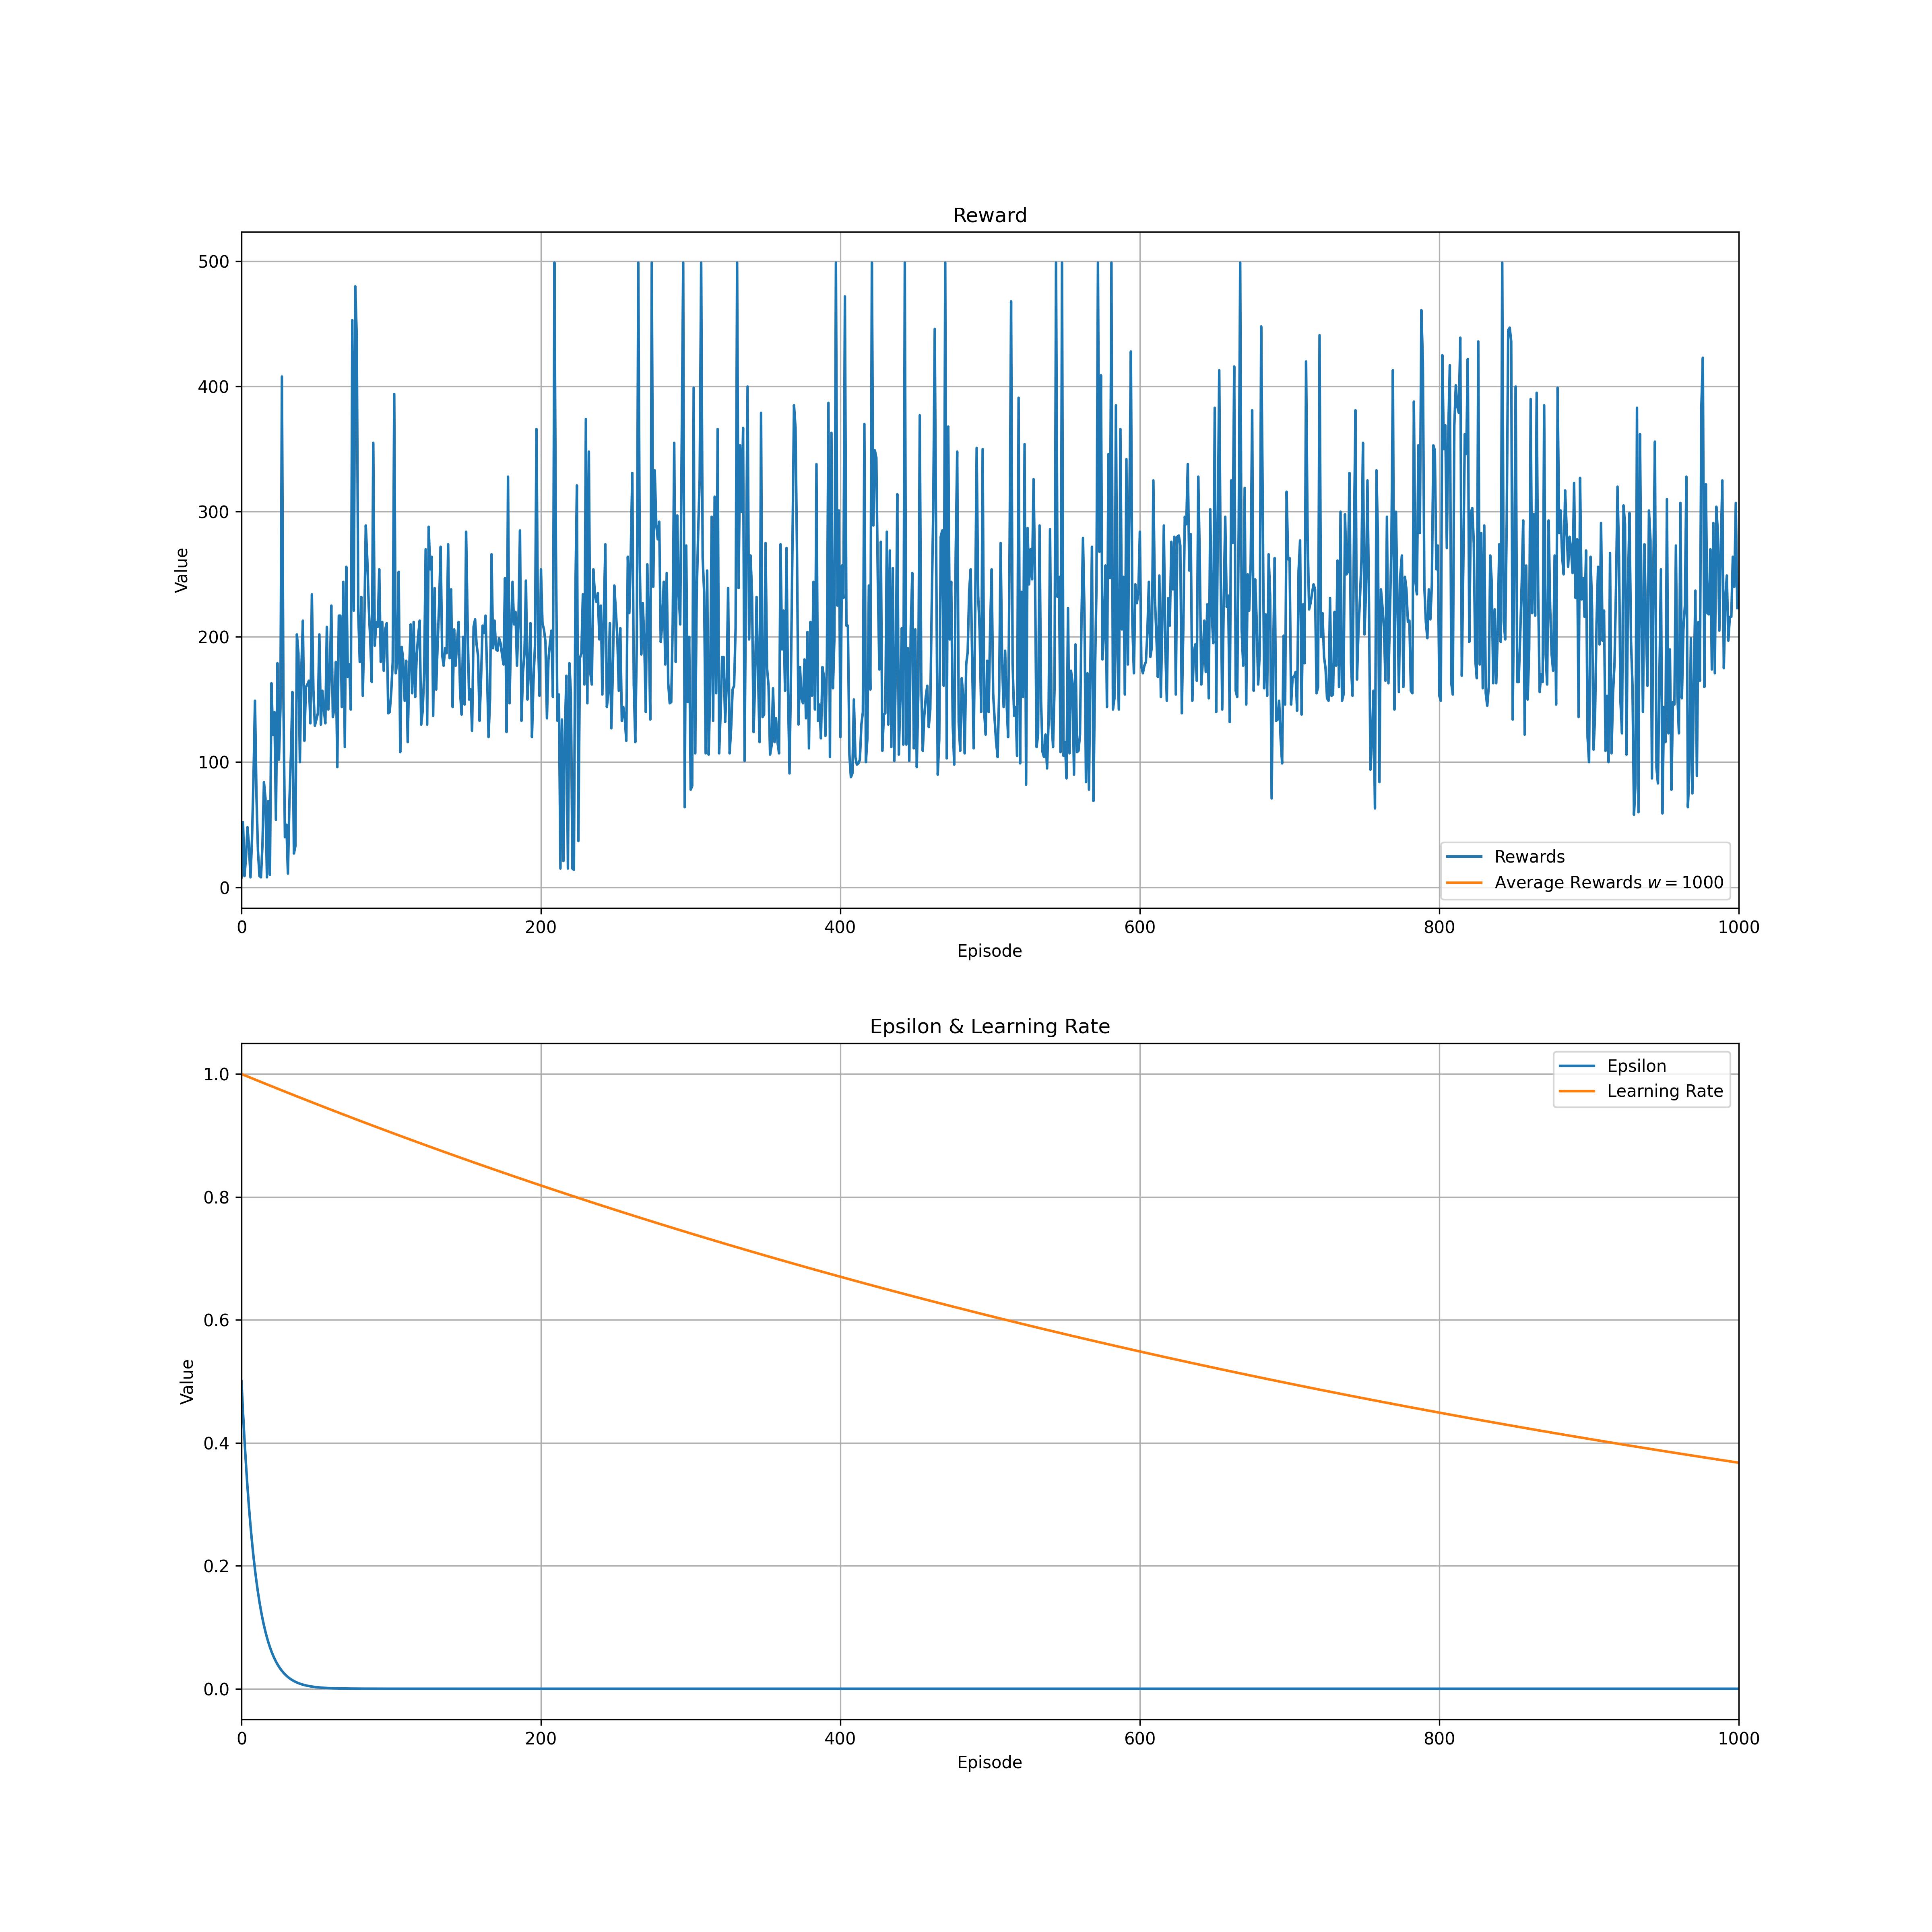 Reward
Value
500
400
300
200
100
0
Rewards
Average Rewards w = 1000
0 200 400 600 800 1000
Episode
Epsilon & Learning Rate
Value
1.0
0.8
0.6
0.4
0.2
0.0
Epsilon
Learning Rate
0 200 400 600 800 1000
Episode